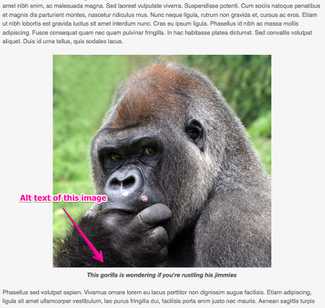 amet nibh enim, ac malesuada magna. Sed laoreet vulputate viverra. Suspendisse potenti. Cum sociis natoque penatibus
et magnis dis parturient montes, nascetur ridiculus mus. Nunc neque ligula, rutrum non gravida et, cursus ac eros. Etiam
ut nibh lobortis est gravida luctus sit amet interdum nunc. Cras eu ipsum ligula. Phasellus id nibh ac massa mollis
adipiscing. Fusce consequat quam nec quam pulvinar fringilla. In hac habitasse platea dictumst. Sed convallis volutpat
aliquet. Duis id urna tellus, quis sodales lacus.
Alt text of this image
This gorilla is wondering if you're rustling his jimmies
Phasellus sed volutpat sapien. Vivamus ornare lorem eu lacus porttitor non dignissim augue facilisis. Etiam adipiscing,
ligula sit amet ullamcorper vestibulum, leo purus fringilla dui, facilisis porta enim justo nec mauris. Aenean sagittis turpis